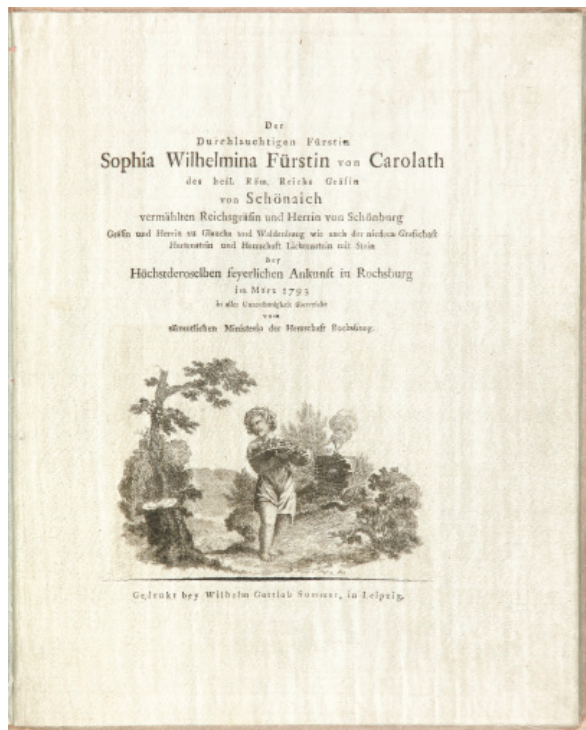 Der
Durchlauchtigen Fürstin
Sophia Wilhelmina Fürstin von Carolath
des heil. Röm. Reichs Gräfin
von Schönaich
vermählten Reichsgräfin und Herrin von Schönburg
Gräfin und Herrin zu Glaucha und Waldenburg wie auch der niedern Grafschaft
Hartenstein und Herrschaft Lichtenstein mit Stein
bey
Höchstderoselben feyerlichen Ankunft in Rochsburg
im März 1793
in aller Unterthänigkeit überreicht
vom
sämmtlichen Ministerio der Herrschaft Rochsburg.
Gedruckt bey Wilhelm Gottlob Sommer, in Leipzig.